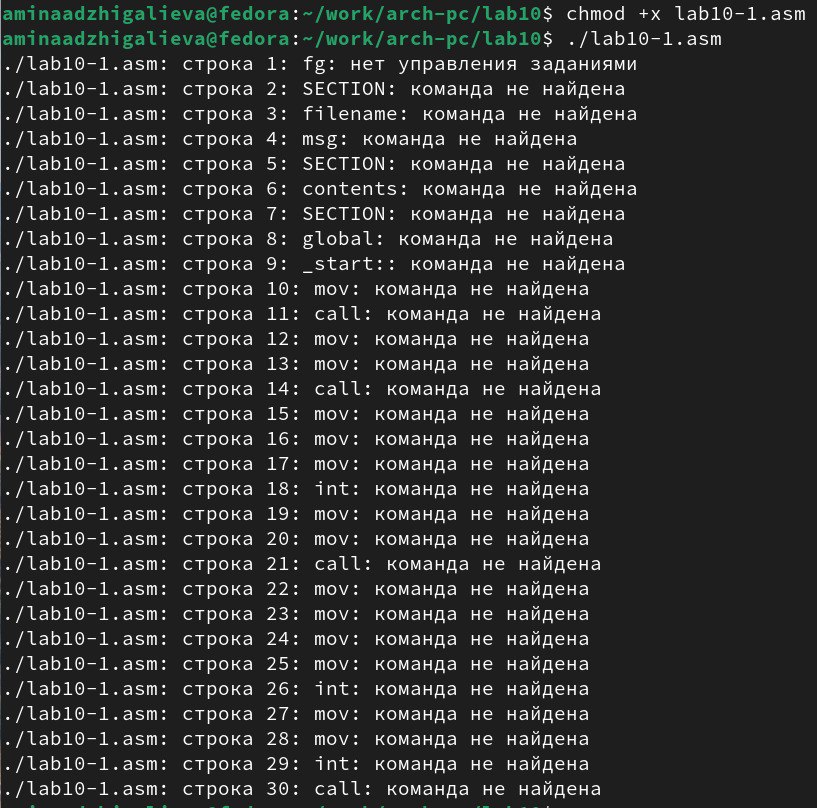 aminaadzhigalieva@fedora:~/work/arch-pc/lab10$ chmod +x lab10-1.asm
aminaadzhigalieva@fedora:~/work/arch-pc/lab10$ ./lab10-1.asm
./lab10-1.asm: строка 1: fg: нет управления заданиями
./lab10-1.asm: строка 2: SECTION: команда не найдена
./lab10-1.asm: строка 3: filename: команда не найдена
./lab10-1.asm: строка 4: msg: команда не найдена
./lab10-1.asm: строка 5: SECTION: команда не найдена
./lab10-1.asm: строка 6: contents: команда не найдена
./lab10-1.asm: строка 7: SECTION: команда не найдена
./lab10-1.asm: строка 8: global: команда не найдена
./lab10-1.asm: строка 9: _start:: команда не найдена
./lab10-1.asm: строка 10: mov: команда не найдена
./lab10-1.asm: строка 11: call: команда не найдена
./lab10-1.asm: строка 12: mov: команда не найдена
./lab10-1.asm: строка 13: mov: команда не найдена
./lab10-1.asm: строка 14: call: команда не найдена
./lab10-1.asm: строка 15: mov: команда не найдена
./lab10-1.asm: строка 16: mov: команда не найдена
./lab10-1.asm: строка 17: mov: команда не найдена
./lab10-1.asm: строка 18: int: команда не найдена
./lab10-1.asm: строка 19: mov: команда не найдена
./lab10-1.asm: строка 20: mov: команда не найдена
./lab10-1.asm: строка 21: call: команда не найдена
./lab10-1.asm: строка 22: mov: команда не найдена
./lab10-1.asm: строка 23: mov: команда не найдена
./lab10-1.asm: строка 24: mov: команда не найдена
./lab10-1.asm: строка 25: mov: команда не найдена
./lab10-1.asm: строка 26: int: команда не найдена
./lab10-1.asm: строка 27: mov: команда не найдена
./lab10-1.asm: строка 28: mov: команда не найдена
./lab10-1.asm: строка 29: int: команда не найдена
./lab10-1.asm: строка 30: call: команда не найдена